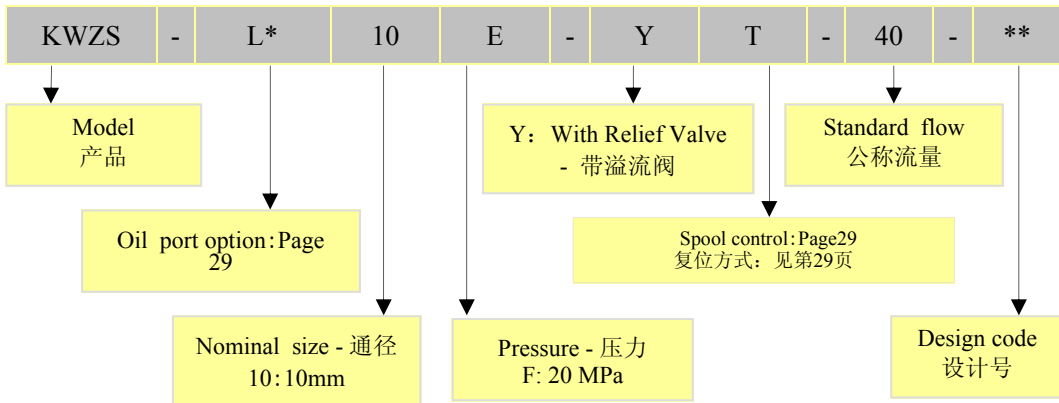 KWZS - L* 10 E - Y T - 40 - **
Model
产品
Y：With Relief Valve
- 带溢流阀
Standard flow
公称流量
Oil port option:Page
29
Spool control:Page29
复位方式：见第29页
Nominal size - 通径
10:10mm
Pressure - 压力
F: 20 MPa
Design code
设计号